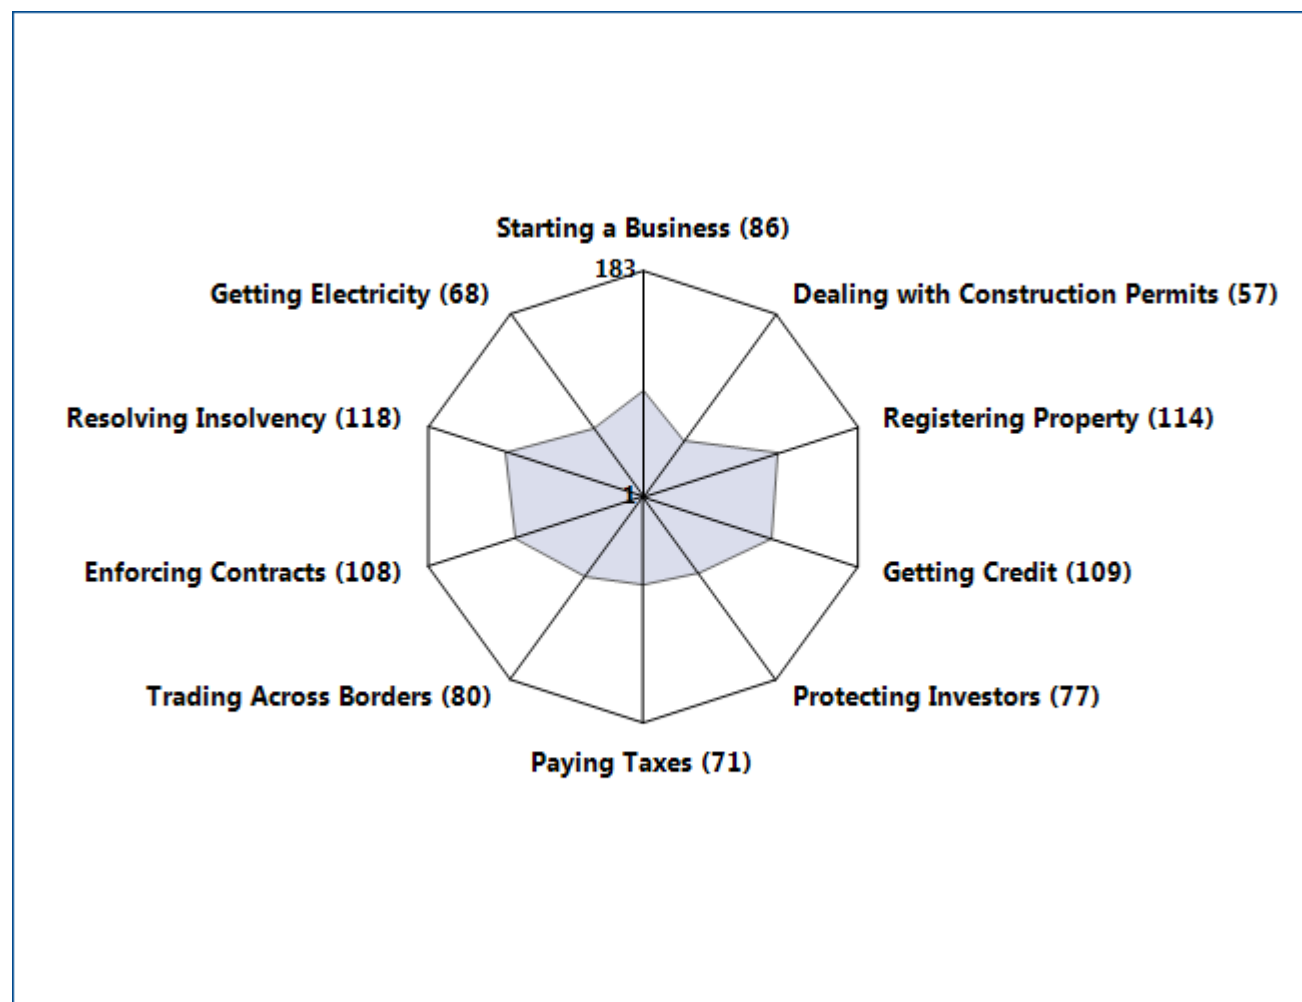 Starting a Business (86)
183
Getting Electricity (68)
Dealing with Construction Permits (57)
Resolving Insolvency (118)
Registering Property (114)
1
Enforcing Contracts (108)
Getting Credit (109)
Trading Across Borders (80)
Protecting Investors (77)
Paying Taxes (71)